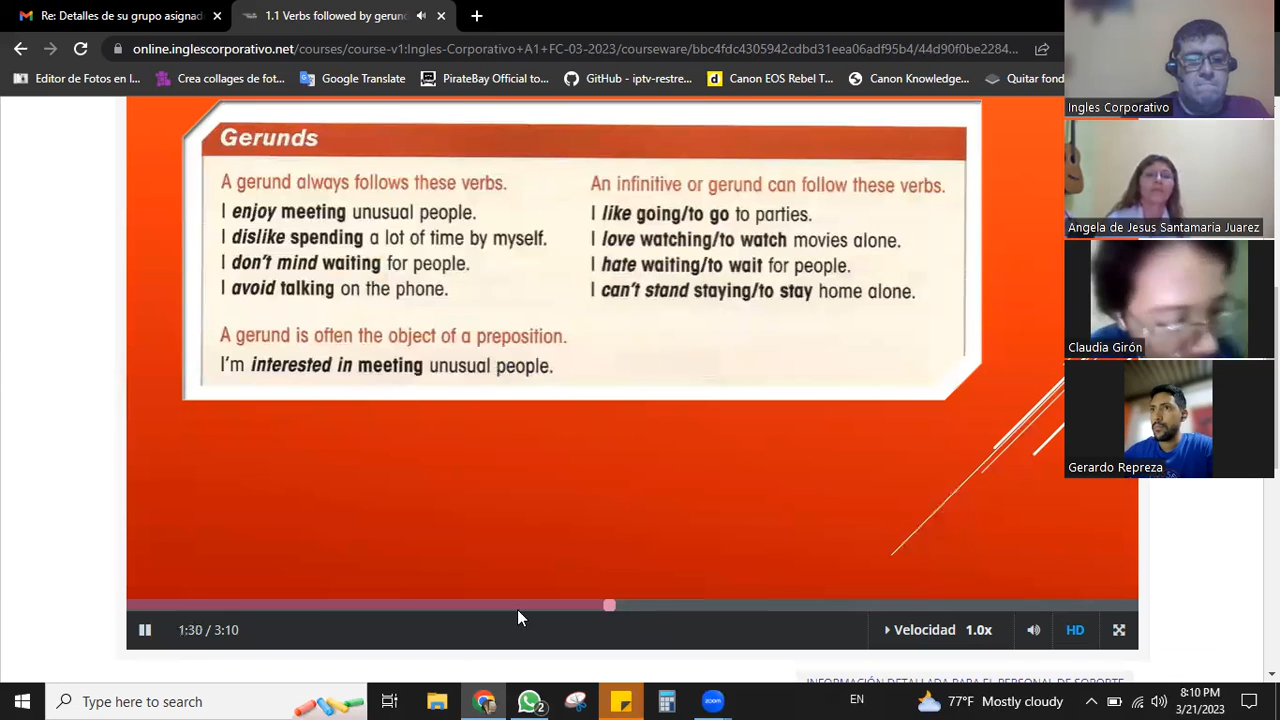 Re: Detalles de su grupo asignad
1.1 Verbs followed by gerund
online.inglescorporativo.net/courses/course-v1:Ingles-Corporativo+A1+FC-03-2023/courseware/bbc4fdc4305942cdbd31eea06adf95b4/44d90f0be2284...
Editor de Fotos en l...
Crea collages de fot...
Google Translate
PirateBay Official to...
GitHub - iptv-restre...
Canon EOS Rebel T...
Canon Knowledge...
Quitar fond
Gerunds
A gerund always follows these verbs.
I enjoy meeting unusual people.
I dislike spending a lot of time by myself.
I don't mind waiting for people.
I avoid talking on the phone.
A gerund is often the object of a preposition.
I'm interested in meeting unusual people.
An infinitive or gerund can follow these verbs.
I like going/to go to parties.
I love watching/to watch movies alone.
I hate waiting/to wait for people.
I can't stand staying/to stay home alone.
Ingles Corporativo
Angela de Jesus Santamaria Juarez
Claudia Girón
Gerardo Repreza
1:30 / 3:10
Velocidad 1.0x
HD
INFORMACIÓN DETALLADA PARA EL PERSONAL DE SOPORTE
Type here to search
2
EN
77°F Mostly cloudy
8:10 PM
3/21/2023